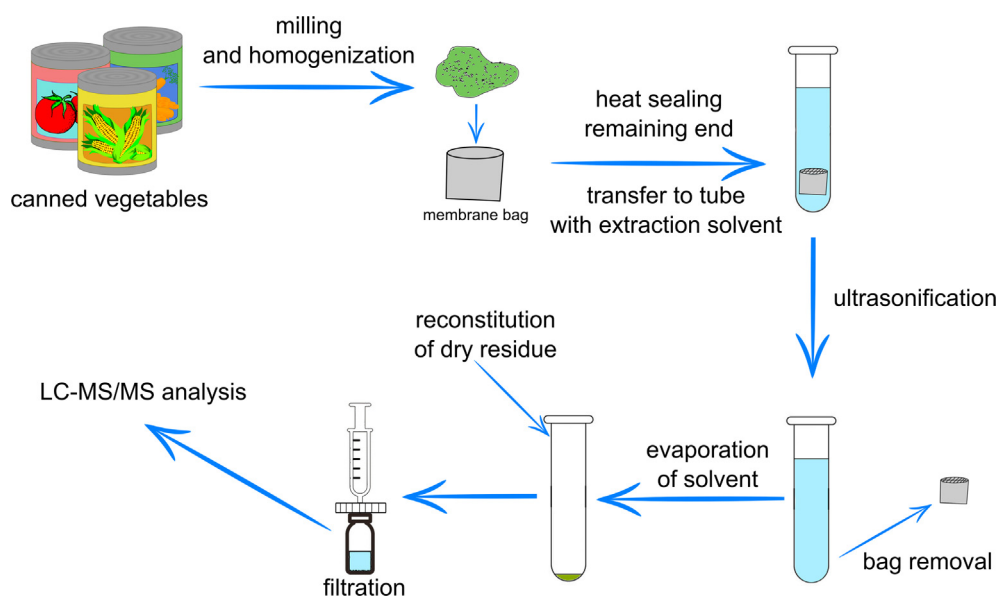 milling
and homogenization
canned vegetables
membrane bag
heat sealing
remaining end
transfer to tube
with extraction solvent
ultrasonification
bag removal
evaporation
of solvent
reconstitution
of dry residue
filtration
LC-MS/MS analysis